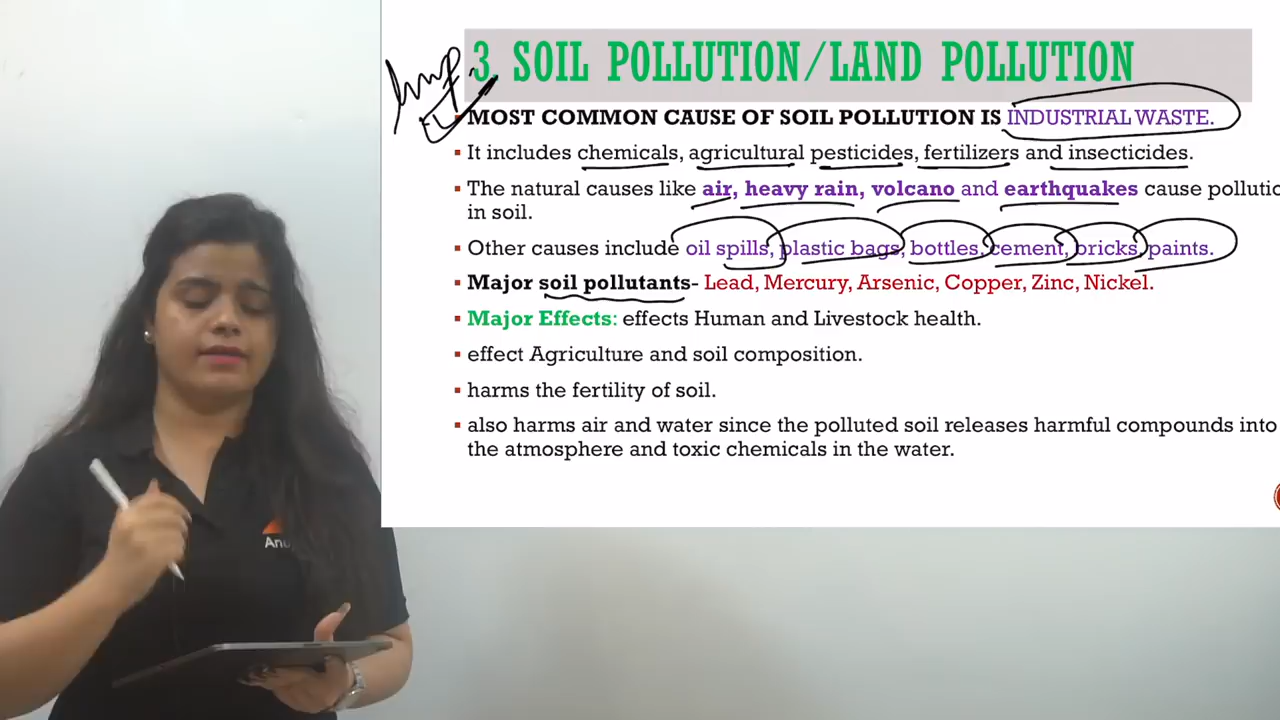 Imp
3. SOIL POLLUTION/LAND POLLUTION
▪ MOST COMMON CAUSE OF SOIL POLLUTION IS INDUSTRIAL WASTE.
▪ It includes chemicals, agricultural pesticides, fertilizers and insecticides.
▪ The natural causes like air, heavy rain, volcano and earthquakes cause pollutio
in soil.
▪ Other causes include oil spills, plastic bags, bottles, cement, bricks, paints.
▪ Major soil pollutants- Lead, Mercury, Arsenic, Copper, Zinc, Nickel.
▪ Major Effects: effects Human and Livestock health.
▪ effect Agriculture and soil composition.
▪ harms the fertility of soil.
▪ also harms air and water since the polluted soil releases harmful compounds into
the atmosphere and toxic chemicals in the water.